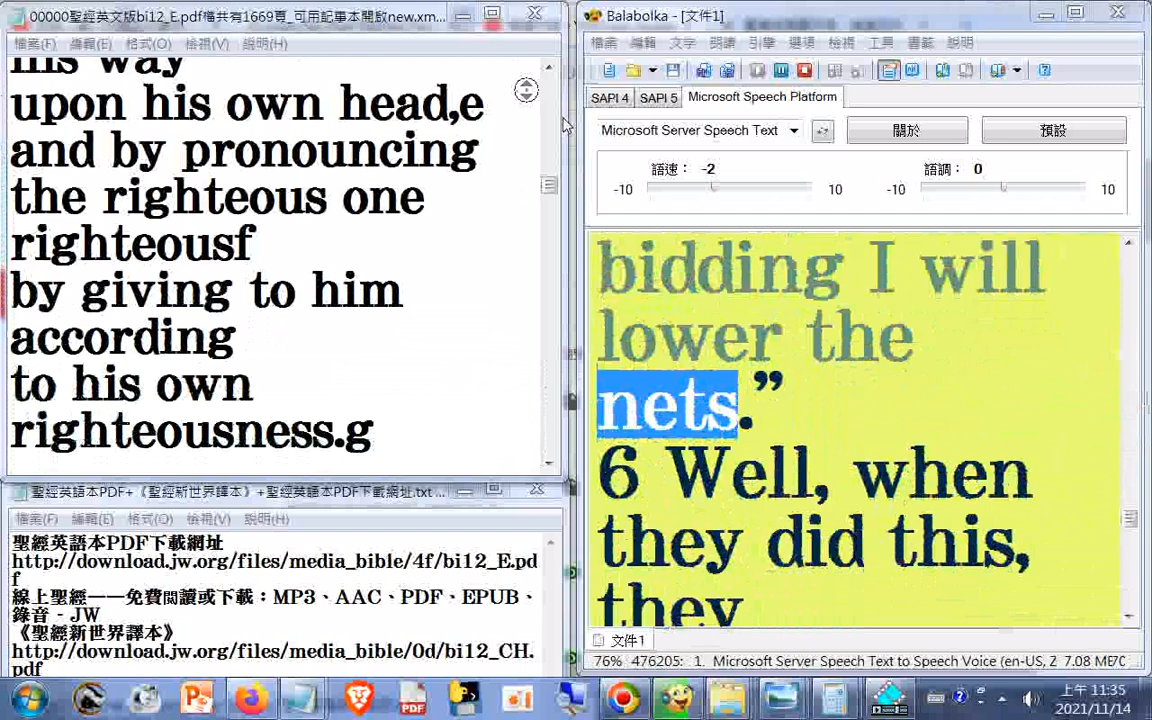 00000聖經英文版bi12_E.pdf檔共有1669頁_可用記事本開啟new.xm...
檔案(F) 編輯(E) 格式(O) 檢視(V) 說明(H)
his way
upon his own head,e
and by pronouncing
the righteous one
righteousf
by giving to him
according
to his own
righteousness.g
聖經英語本PDF+《聖經新世界譯本》+聖經英語本PDF下載網址.txt ...
檔案(F) 編輯(E) 格式(O) 檢視(V) 說明(H)
聖經英語本PDF下載網址
http://download.jw.org/files/media_bible/4f/bi12_E.pd
f
線上聖經——免費閱讀或下載：MP3、AAC、PDF、EPUB、
錄音 - JW
《聖經新世界譯本》
http://download.jw.org/files/media_bible/0d/bi12_CH.
pdf
Balabolka - [文件1]
檔案 編輯 文字 朗讀 引擎 選項 檢視 工具 書籤 說明
SAPI 4 SAPI 5 Microsoft Speech Platform
Microsoft Server Speech Text 關於 預設
語速： -2 語調： 0
-10 10 -10 10
bidding I will
lower the
nets.”
6 Well, when
they did this,
they
文件1
76% 476205: 1. Microsoft Server Speech Text to Speech Voice (en-US, Z 7.08 ME
上午 11:35
2021/11/14